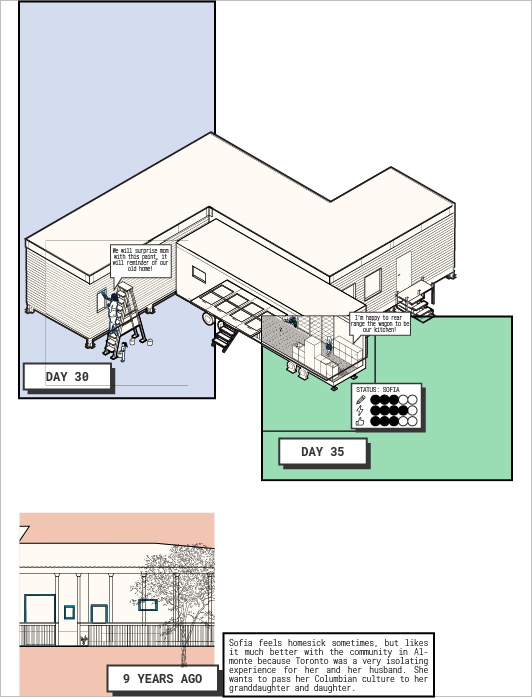 We will surprise mom
with this paint, it
will reminder of our
old home!
I'm happy to rear
range the wagon to be
our kitchen!
DAY 30
STATUS: SOFIA
DAY 35
9 YEARS AGO
Sofia feels homesick sometimes, but likes
it much better with the community in Al-
monte because Toronto was a very isolating
experience for her and her husband. She
wants to pass her Columbian culture to her
granddaughter and daughter.